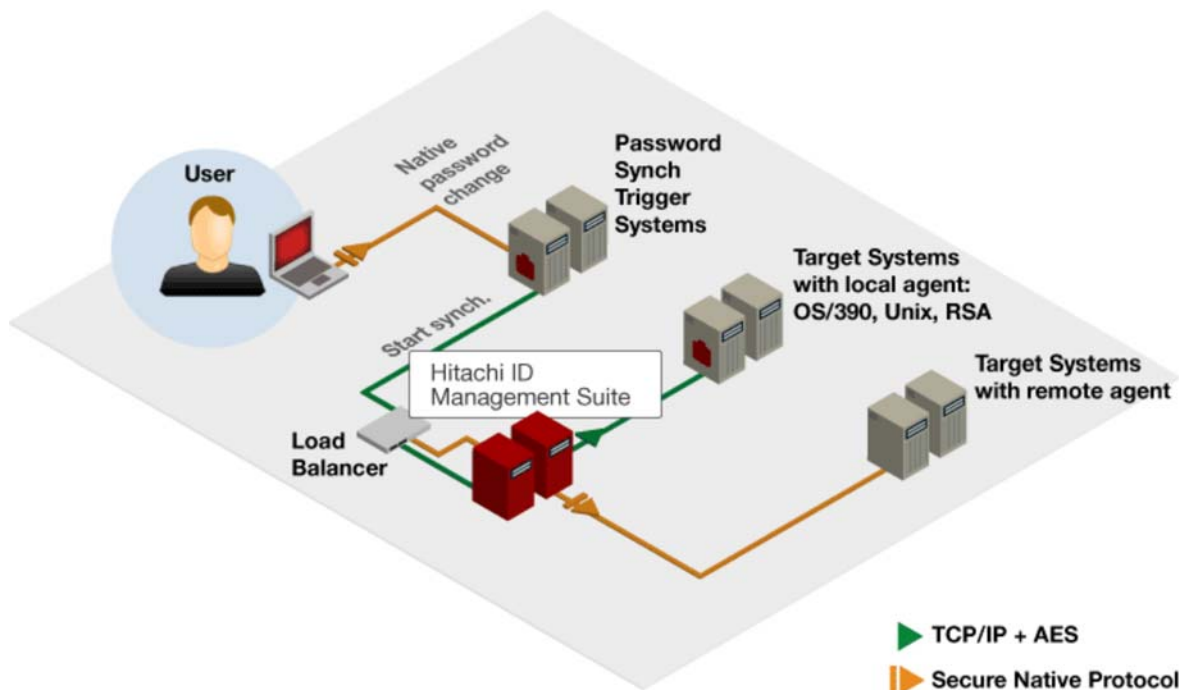 User
Native
password
change
Password
Synch
Trigger
Systems
Target Systems
with local agent:
OS/390, Unix, RSA
Start synch.
Hitachi ID
Management Suite
Target Systems
with remote agent
Load
Balancer
TCP/IP + AES
Secure Native Protocol